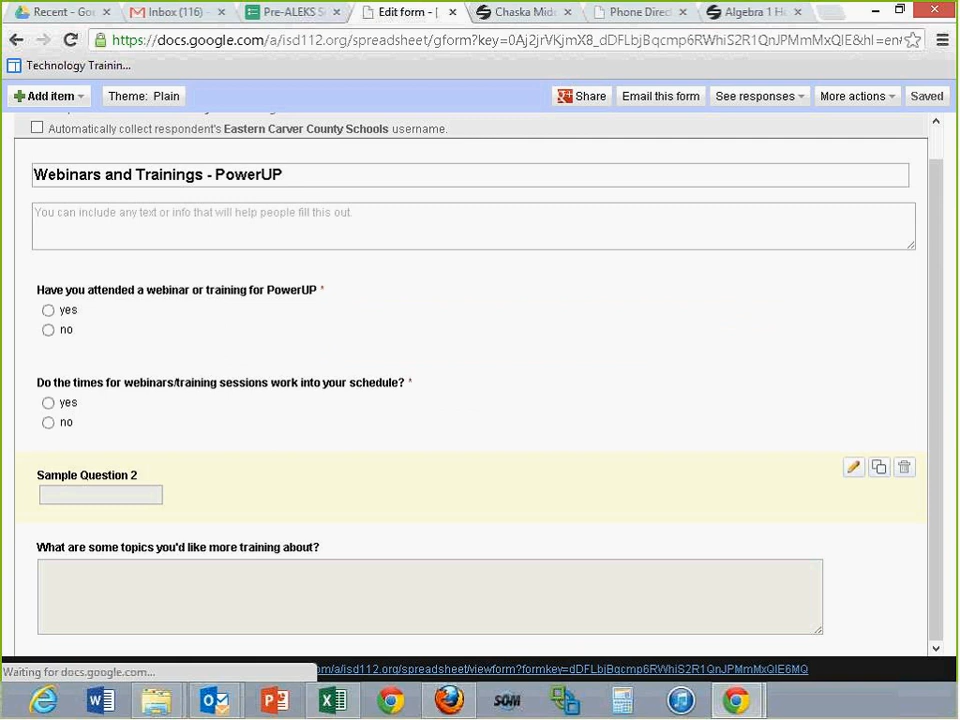 Recent - Goo
Inbox (116) -
Pre-ALEKS S
Edit form - [
Chaska Mid
Phone Direc
Algebra 1 H
https://docs.google.com/a/isd112.org/spreadsheet/gform?key=0Aj2jrVKjmX8_dDFLbjBqcmp6RWhiS2R1QnJPMmMxQlE&hl=en
Technology Trainin...
Add item
Theme: Plain
Share
Email this form
See responses
More actions
Saved
Automatically collect respondent's Eastern Carver County Schools username.
Webinars and Trainings - PowerUP
You can include any text or info that will help people fill this out.
Have you attended a webinar or training for PowerUP *
yes
no
Do the times for webinars/training sessions work into your schedule? *
yes
no
Sample Question 2
What are some topics you'd like more training about?
Waiting for docs.google.com...
om/a/isd112.org/spreadsheet/viewform?formkey=dDFLbjBqcmp6RWhiS2R1QnJPMmMxQlE6MQ
SOM